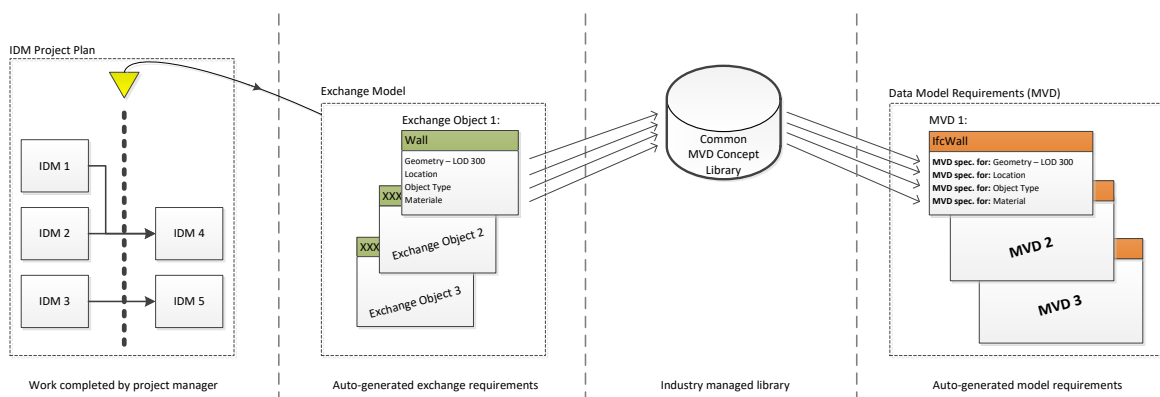 IDM Project Plan
IDM 1
IDM 2
IDM 4
IDM 3
IDM 5
Work completed by project manager
Exchange Model
Exchange Object 1:
Wall
Geometry – LOD 300
Location
Object Type
Materiale
XXX
Exchange Object 2
XXX
Exchange Object 3
Auto-generated exchange requirements
Common
MVD Concept
Library
Industry managed library
Data Model Requirements (MVD)
MVD 1:
IfcWall
MVD spec. for: Geometry – LOD 300
MVD spec. for: Location
MVD spec. for: Object Type
MVD spec. for: Material
MVD 2
MVD 3
Auto-generated model requirements